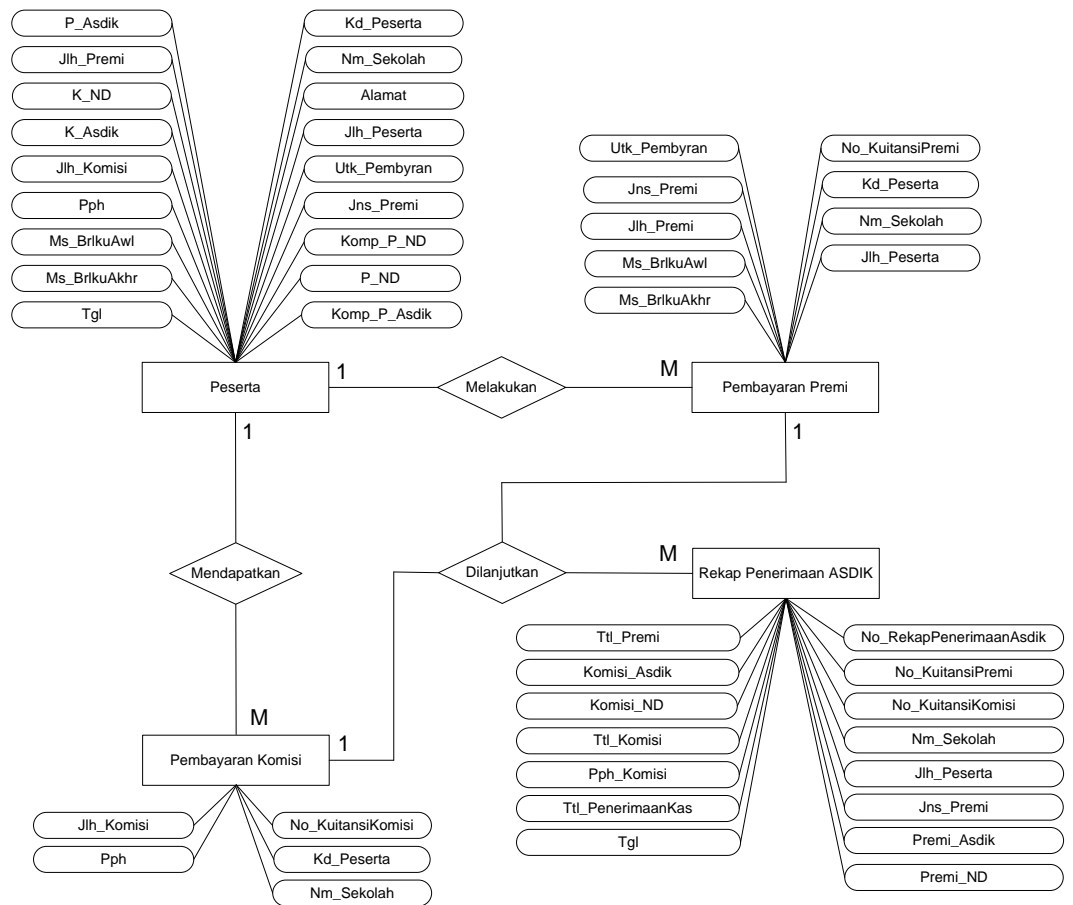 P_Asdik
Jlh_Premi
K_ND
K_Asdik
Jlh_Komisi
Pph
Ms_BrlkuAwl
Ms_BrlkuAkhr
Tgl
Kd_Peserta
Nm_Sekolah
Alamat
Jlh_Peserta
Utk_Pembyran
Jns_Premi
Komp_P_ND
P_ND
Komp_P_Asdik
Utk_Pembyran
Jns_Premi
Jlh_Premi
Ms_BrlkuAwl
Ms_BrlkuAkhr
No_KuitansiPremi
Kd_Peserta
Nm_Sekolah
Jlh_Peserta
Peserta
1
Melakukan
M
Pembayaran Premi
1
1
Mendapatkan
Dilanjutkan
M
Rekap Penerimaan ASDIK
M
Pembayaran Komisi
1
Jlh_Komisi
Pph
No_KuitansiKomisi
Kd_Peserta
Nm_Sekolah
Ttl_Premi
Komisi_Asdik
Komisi_ND
Ttl_Komisi
Pph_Komisi
Ttl_PenerimaanKas
Tgl
No_RekapPenerimaanAsdik
No_KuitansiPremi
No_KuitansiKomisi
Nm_Sekolah
Jlh_Peserta
Jns_Premi
Premi_Asdik
Premi_ND